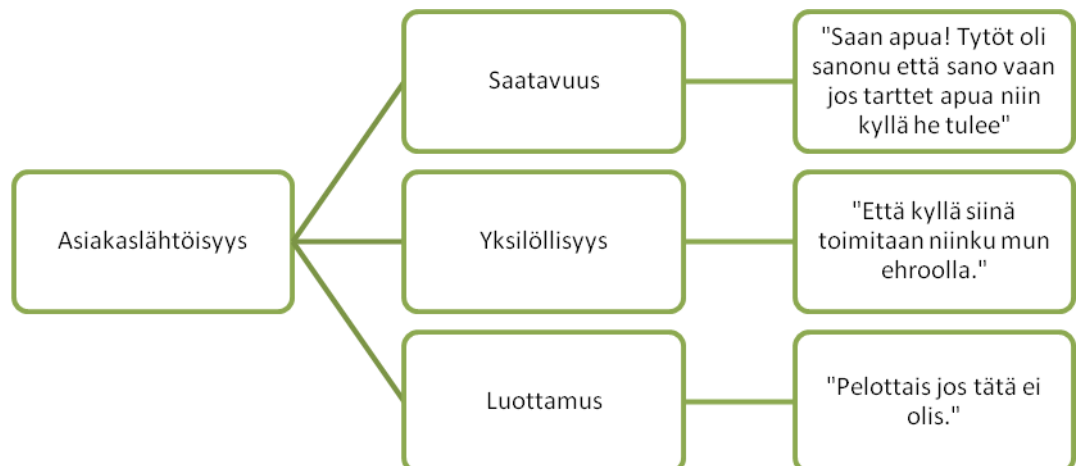 Asiakaslähtöisyys
Saatavuus
"Saan apua! Tytöt oli
sanonu että sano vaan
jos tarttet apua niin
kyllä he tulee"
Yksilöllisyys
"Että kyllä siinä
toimitaan niinku mun
ehroolla."
Luottamus
"Pelottais jos tätä ei
olis."